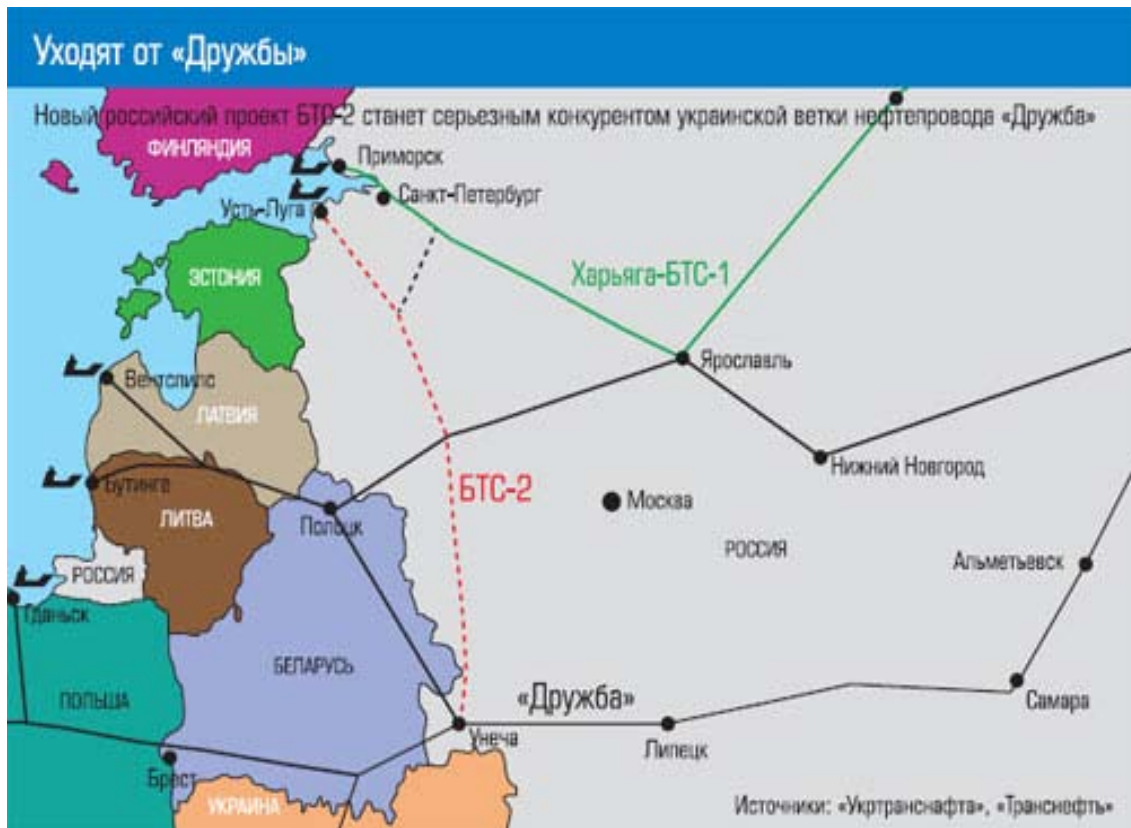 Уходят от «Дружбы»
Новый российский проект БТС-2 станет серьезным конкурентом украинской ветки нефтепровода «Дружба»
ФИНЛЯНДИЯ
Приморск
Санкт-Петербург
Усть-Луга
ЭСТОНИЯ
Харьяга-БТС-1
Ярославль
Вентспилс
ЛАТВИЯ
Нижний Новгород
Бутинге
БТС-2
Москва
ЛИТВА
Полоцк
РОССИЯ
Альметьевск
РОССИЯ
Гданьск
БЕЛАРУСЬ
ПОЛЬША
«Дружба»
Самара
Унеча
Липецк
Брест
УКРАИНА
Источники: «Укртранснафта», «Транснефть»